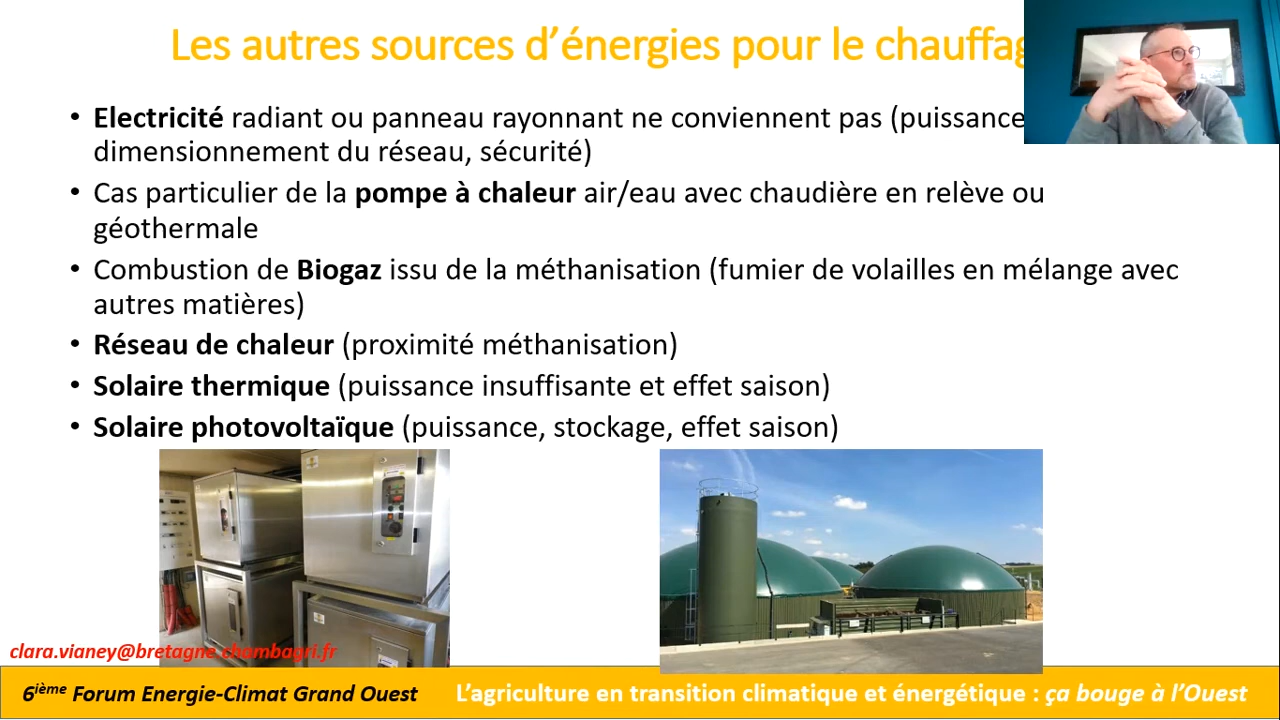 Les autres sources d’énergies pour le chauffag
• Electricité radiant ou panneau rayonnant ne conviennent pas (puissance
dimensionnement du réseau, sécurité)
• Cas particulier de la pompe à chaleur air/eau avec chaudière en relève ou
géothermale
• Combustion de Biogaz issu de la méthanisation (fumier de volailles en mélange avec
autres matières)
• Réseau de chaleur (proximité méthanisation)
• Solaire thermique (puissance insuffisante et effet saison)
• Solaire photovoltaïque (puissance, stockage, effet saison)
clara.vianey@bretagne.chambagri.fr
6ième Forum Energie-Climat Grand Ouest L’agriculture en transition climatique et énergétique : ça bouge à l’Ouest